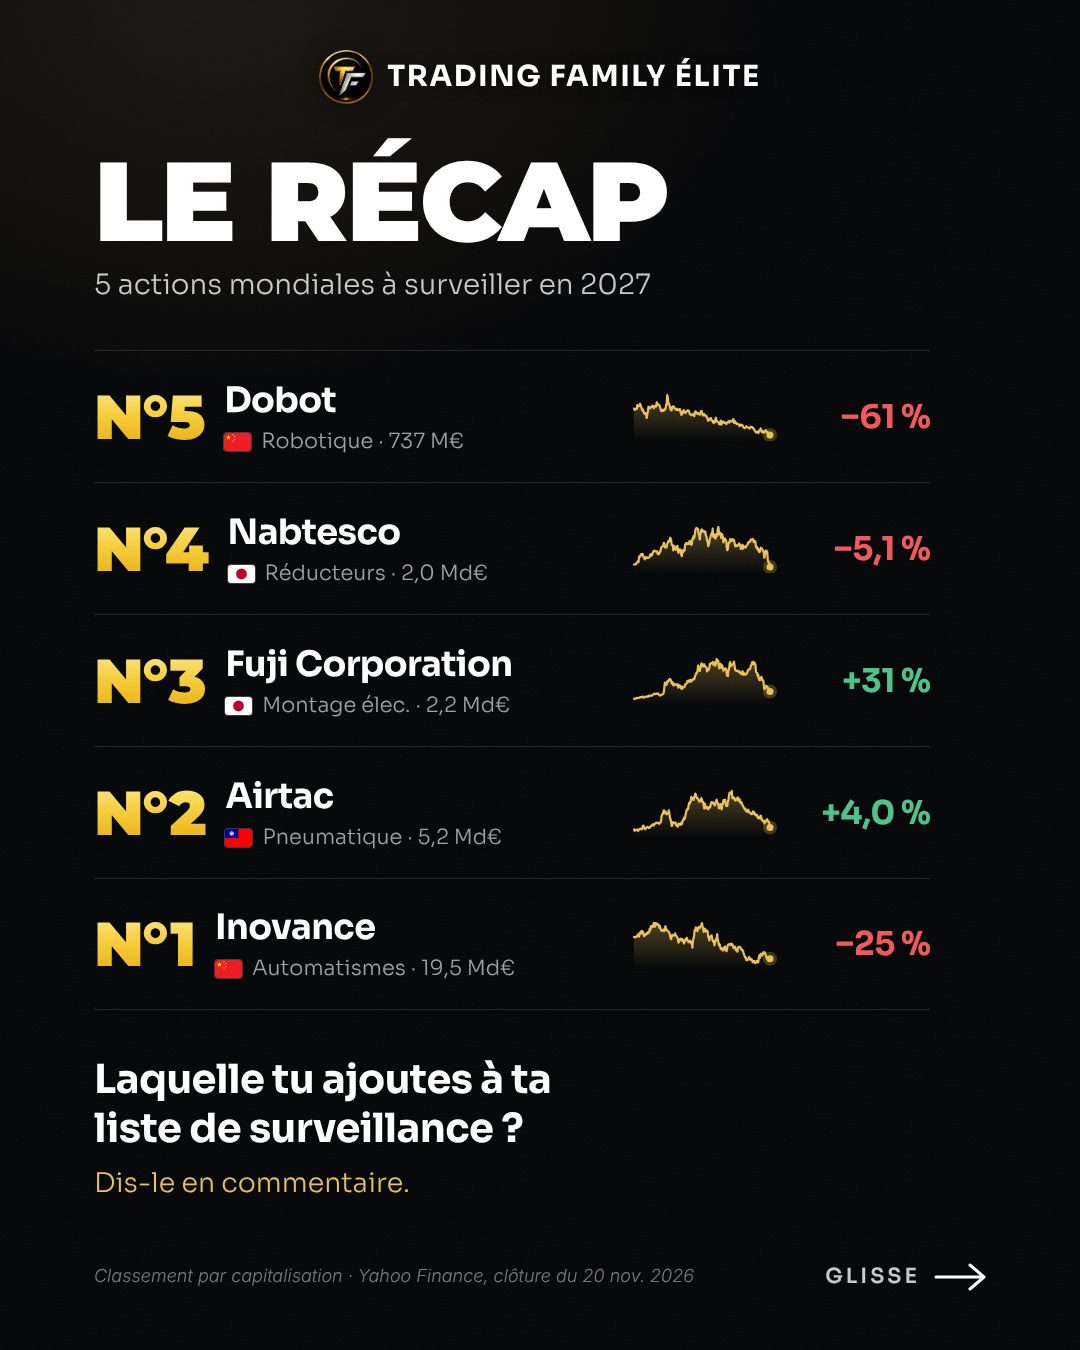 TF TRADING FAMILY ÉLITE
LE RÉCAP
5 actions mondiales à surveiller en 2027
N°5 Dobot −61 %
Robotique · 737 M€
N°4 Nabtesco −5,1 %
Réducteurs · 2,0 Md€
N°3 Fuji Corporation +31 %
Montage élec. · 2,2 Md€
N°2 Airtac +4,0 %
Pneumatique · 5,2 Md€
N°1 Inovance −25 %
Automatismes · 19,5 Md€
Laquelle tu ajoutes à ta
liste de surveillance ?
Dis-le en commentaire.
Classement par capitalisation · Yahoo Finance, clôture du 20 nov. 2026
GLISSE